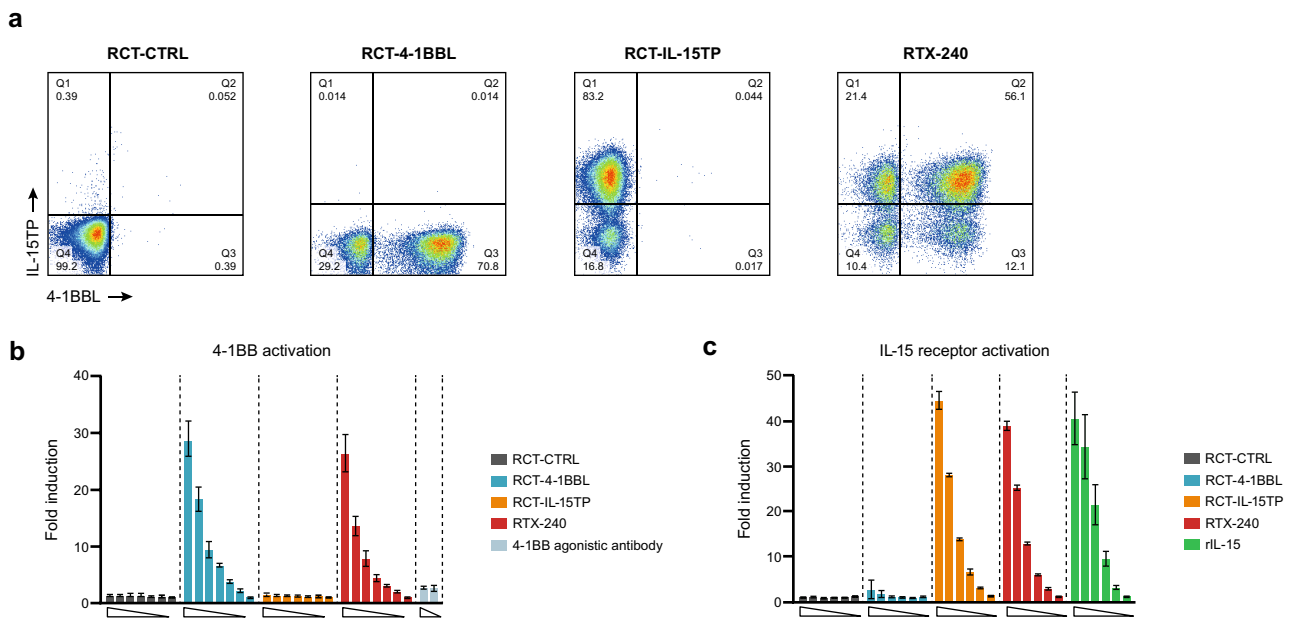 a
RCT-CTRL
RCT-4-1BBL
RCT-IL-15TP
RTX-240
Q1
0.39
Q2
0.052
Q4
99.2
Q3
0.39
Q1
0.014
Q2
0.014
Q4
29.2
Q3
70.8
Q1
83.2
Q2
0.044
Q4
16.8
Q3
0.017
Q1
21.4
Q2
56.1
Q4
10.4
Q3
12.1
IL-15TP
4-1BBL
b
4-1BB activation
Fold induction
40
30
20
10
0
RCT-CTRL
RCT-4-1BBL
RCT-IL-15TP
RTX-240
4-1BB agonistic antibody
c
IL-15 receptor activation
Fold induction
50
40
30
20
10
0
RCT-CTRL
RCT-4-1BBL
RCT-IL-15TP
RTX-240
rIL-15